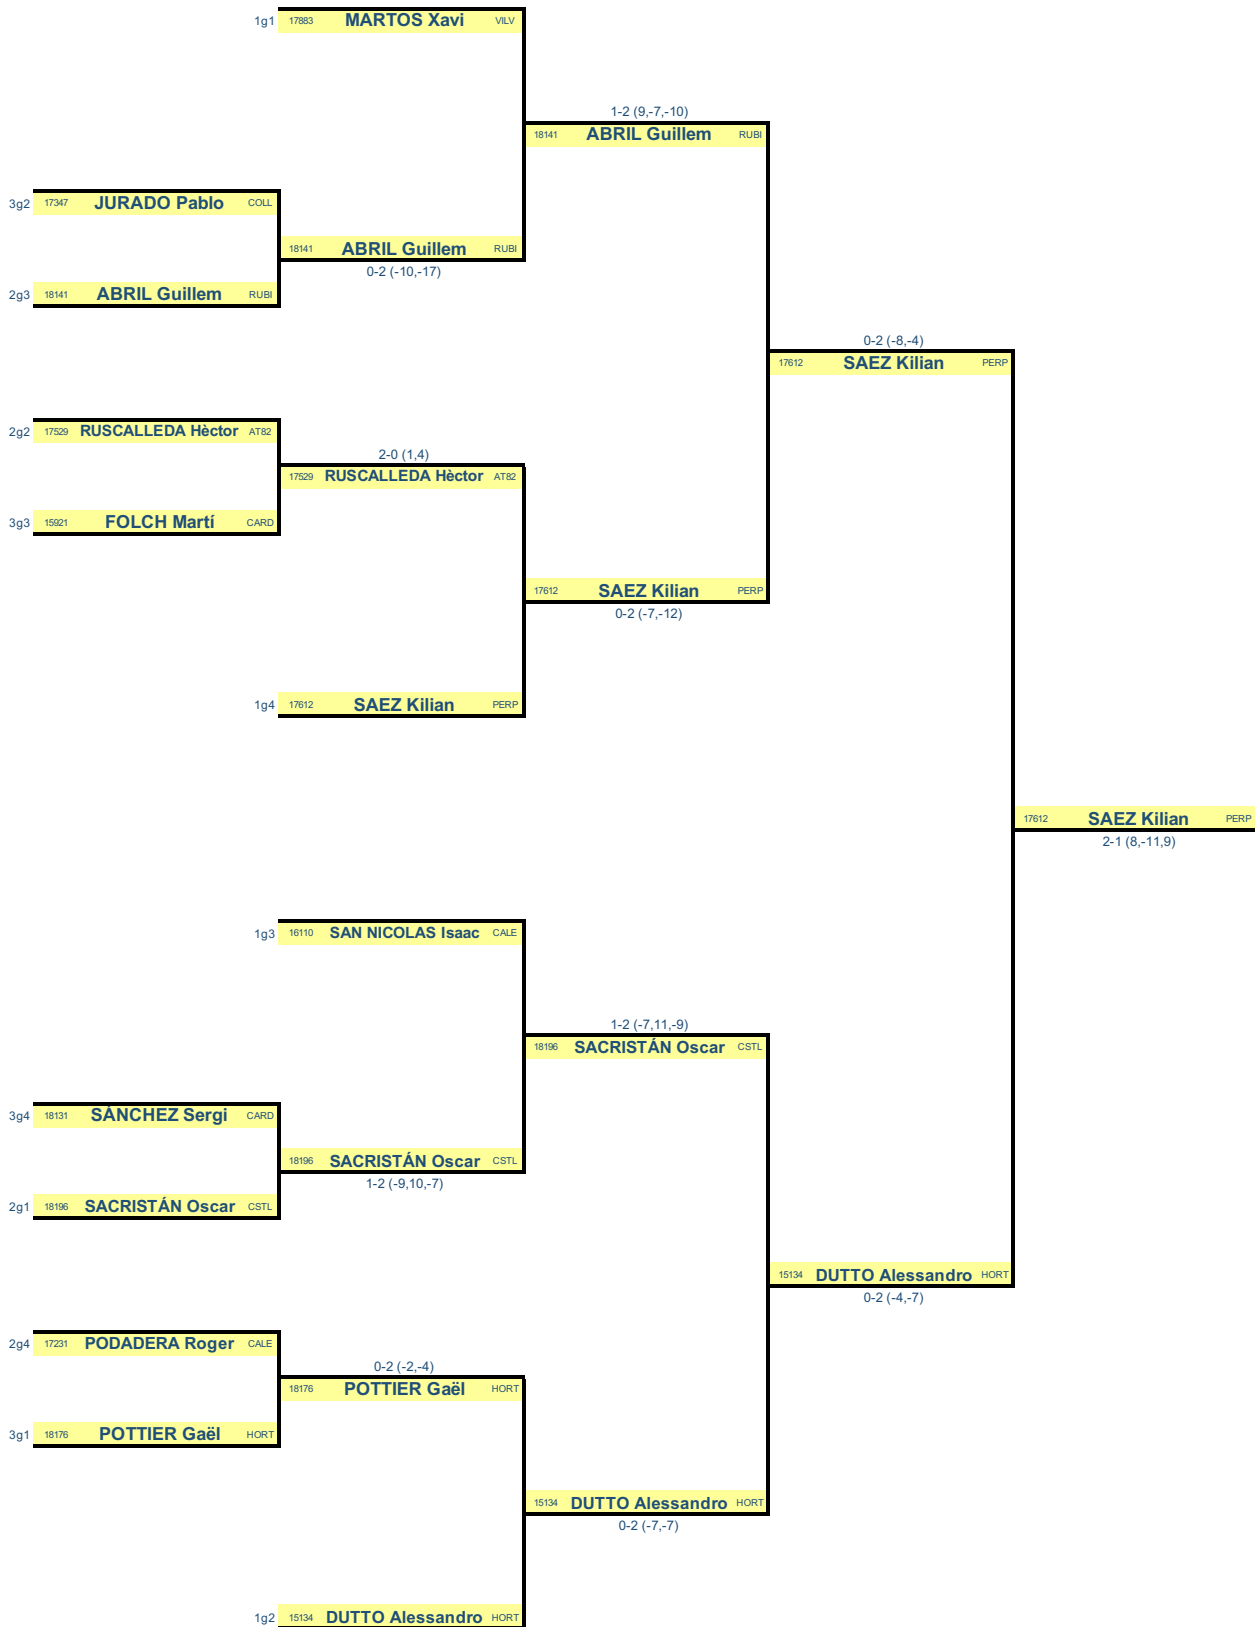 1g1 17883 MARTOS Xavi VILV
1-2 (9,-7,-10)
18141 ABRIL Guillem RUBI
3g2 17347 JURADO Pablo COLL
18141 ABRIL Guillem RUBI
0-2 (-10,-17)
2g3 18141 ABRIL Guillem RUBI
0-2 (-8,-4)
17612 SAEZ Kilian PERP
2g2 17529 RUSCALLEDA Hèctor AT82
2-0 (1,4)
17529 RUSCALLEDA Hèctor AT82
3g3 15921 FOLCH Martí CARD
17612 SAEZ Kilian PERP
0-2 (-7,-12)
1g4 17612 SAEZ Kilian PERP
17612 SAEZ Kilian PERP
2-1 (8,-11,9)
1g3 16110 SAN NICOLAS Isaac CALE
1-2 (-7,11,-9)
18196 SACRISTÁN Oscar CSTL
3g4 18131 SÁNCHEZ Sergi CARD
18196 SACRISTÁN Oscar CSTL
1-2 (-9,10,-7)
2g1 18196 SACRISTÁN Oscar CSTL
15134 DUTTO Alessandro HORT
0-2 (-4,-7)
2g4 17231 PODADERA Roger CALE
0-2 (-2,-4)
18176 POTTIER Gaël HORT
3g1 18176 POTTIER Gaël HORT
15134 DUTTO Alessandro HORT
0-2 (-7,-7)
1g2 15134 DUTTO Alessandro HORT